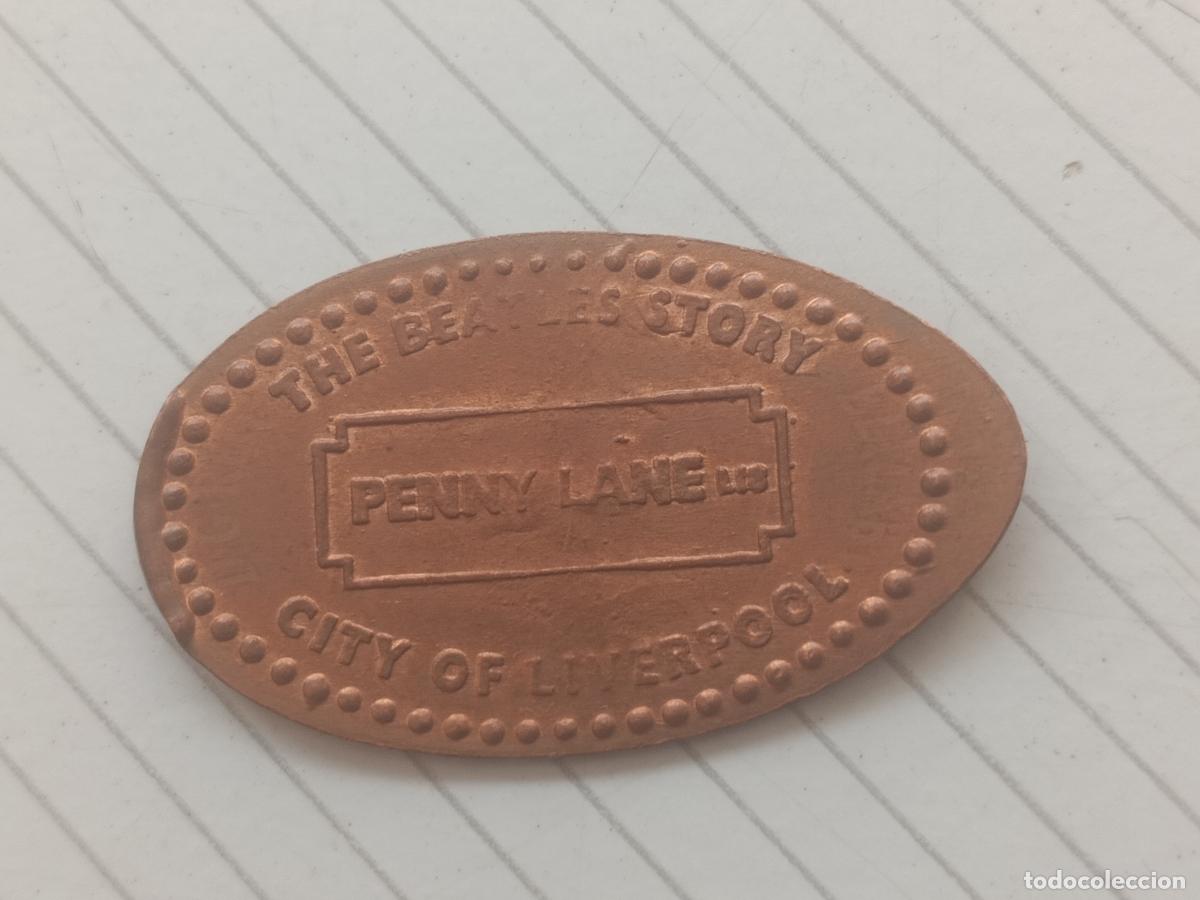 THE BEATLES STORY
PENNY LANE L18
CITY OF LIVERPOOL
todocoleccion